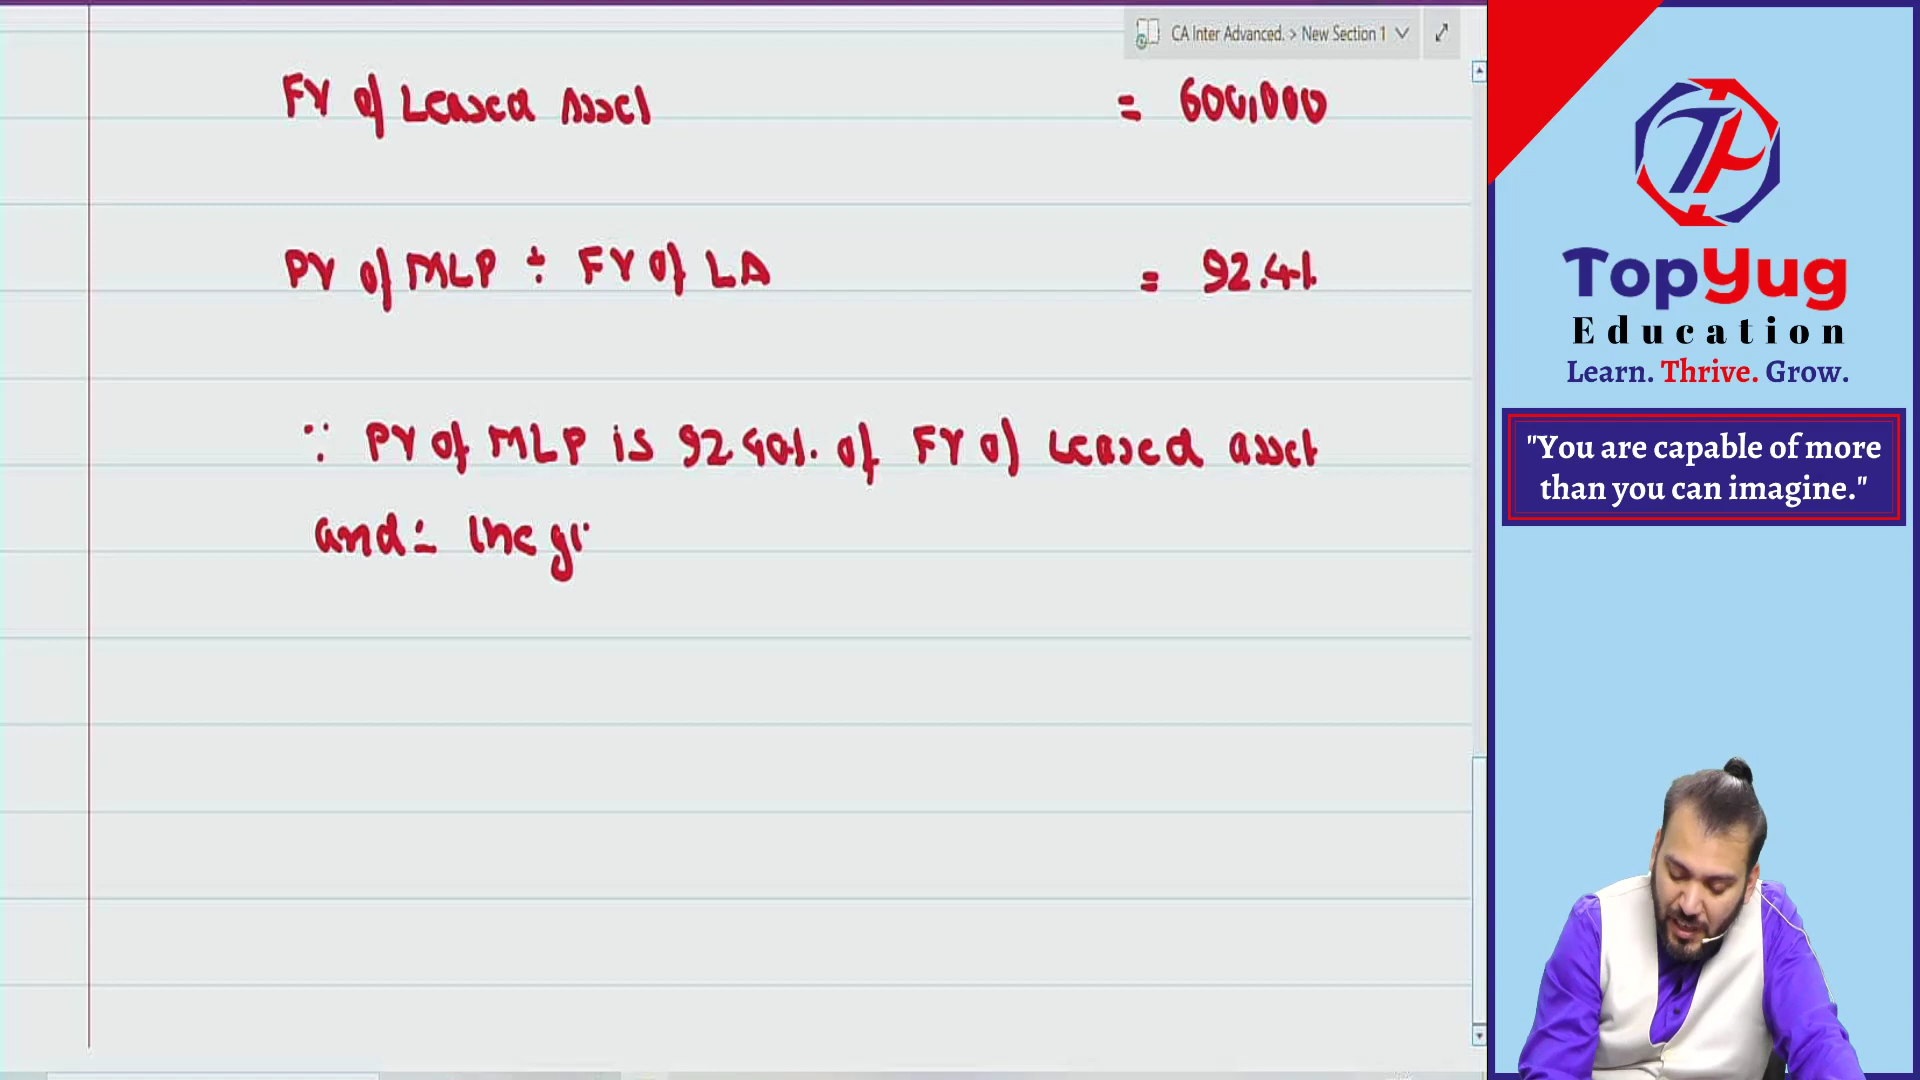 CA Inter Advanced. > New Section 1
FV of Leased Asset = 600,000
PV of MLP ÷ FV of LA = 92.4%
∵ PV of MLP is 92.40%. of FV of Leased asset
and = the gr
TopYug
Education
Learn. Thrive. Grow.
"You are capable of more
than you can imagine."